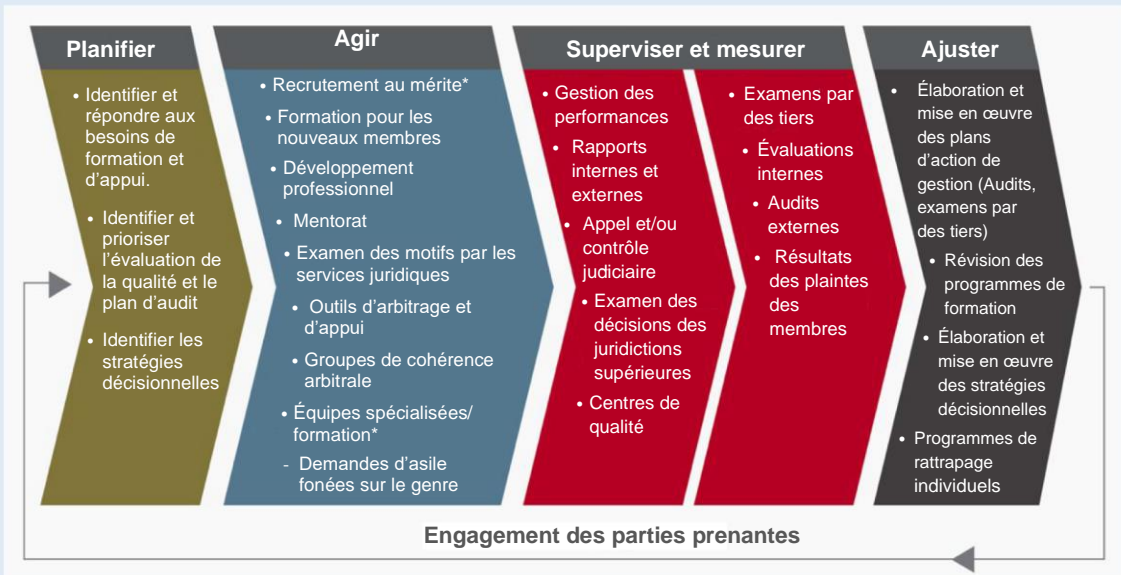 Planifier
• Identifier et
répondre aux
besoins de
formation et
d'appui.
• Identifier et
prioriser
l'évaluation de
la qualité et le
plan d'audit
• Identifier les
stratégies
décisionnelles
Agir
• Recrutement au mérite*
• Formation pour les
nouveaux membres
• Développement
professionnel
• Mentorat
• Examen des motifs par les
services juridiques
• Outils d'arbitrage et
d'appui
• Groupes de cohérence
arbitrale
• Équipes spécialisées/
formation*
- Demandes d'asile
fonées sur le genre
Superviser et mesurer
• Gestion des
performances
• Rapports
internes et
externes
• Appel et/ou
contrôle
judiciaire
• Examen des
décisions des
juridictions
supérieures
• Centres de
qualité
• Examens par
des tiers
• Évaluations
internes
• Audits
externes
• Résultats
des plaintes
des
membres
Ajuster
• Élaboration et
mise en œuvre
des plans
d'action de
gestion (Audits,
examens par
des tiers)
• Révision des
programmes de
formation
• Élaboration et
mise en œuvre
des stratégies
décisionnelles
• Programmes de
rattrapage
individuels
Engagement des parties prenantes